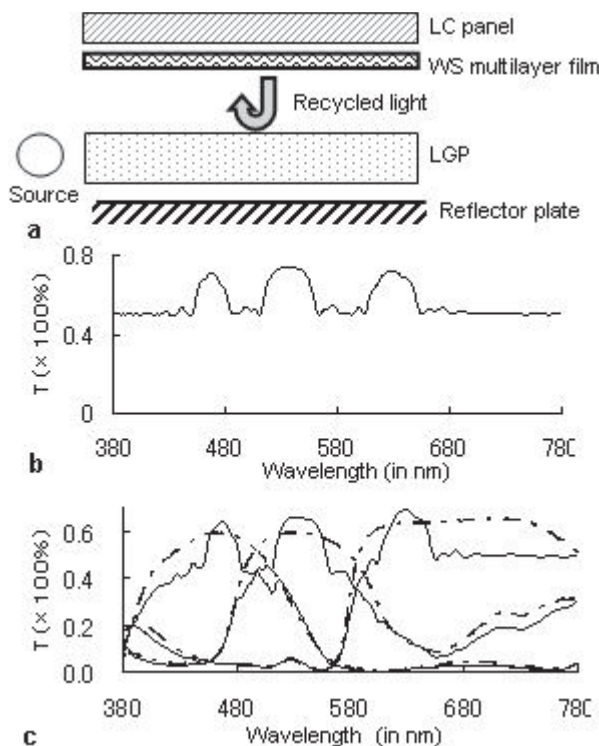 LC panel
WS multilayer film
Recycled light
LGP
Source
Reflector plate
a
0.8
0.4
0
T (× 100%)
380 480 580 680 780
Wavelength (in nm)
b
0.6
0.4
0.2
0.0
T (× 100%)
380 480 580 680 780
Wavelength (in nm)
c